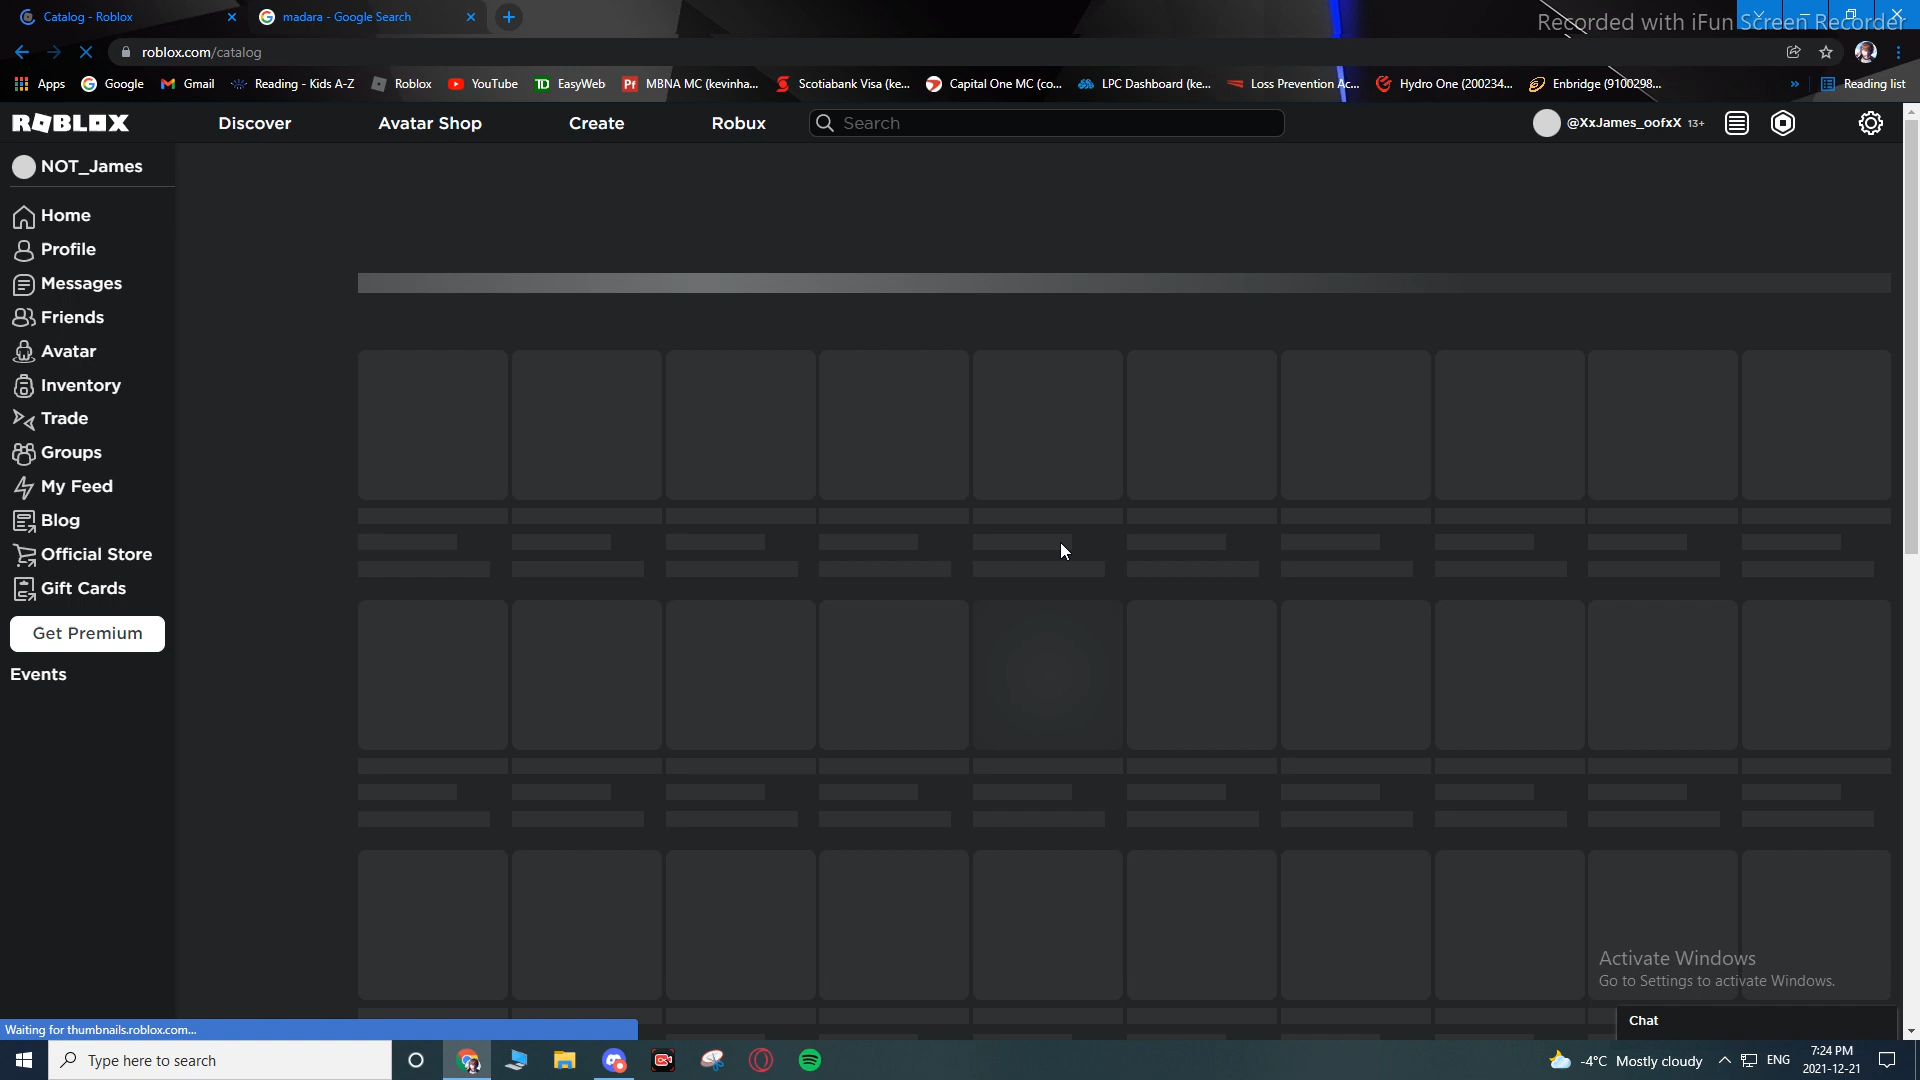 Catalog - Roblox
madara - Google Search
Recorded with iFun Screen Recorder
roblox.com/catalog
Apps
Google
Gmail
Reading - Kids A-Z
Roblox
YouTube
EasyWeb
MBNA MC (kevinha...
Scotiabank Visa (ke...
Capital One MC (co...
LPC Dashboard (ke...
Loss Prevention Ac...
Hydro One (200234...
Enbridge (9100298...
»
Reading list
ROBLOX
Discover
Avatar Shop
Create
Robux
Search
@XxJames_oofxX 13+
NOT_James
Home
Profile
Messages
Friends
Avatar
Inventory
Trade
Groups
My Feed
Blog
Official Store
Gift Cards
Get Premium
Events
Activate Windows
Go to Settings to activate Windows.
Chat
Waiting for thumbnails.roblox.com...
Type here to search
-4°C Mostly cloudy
ENG
7:24 PM
2021-12-21